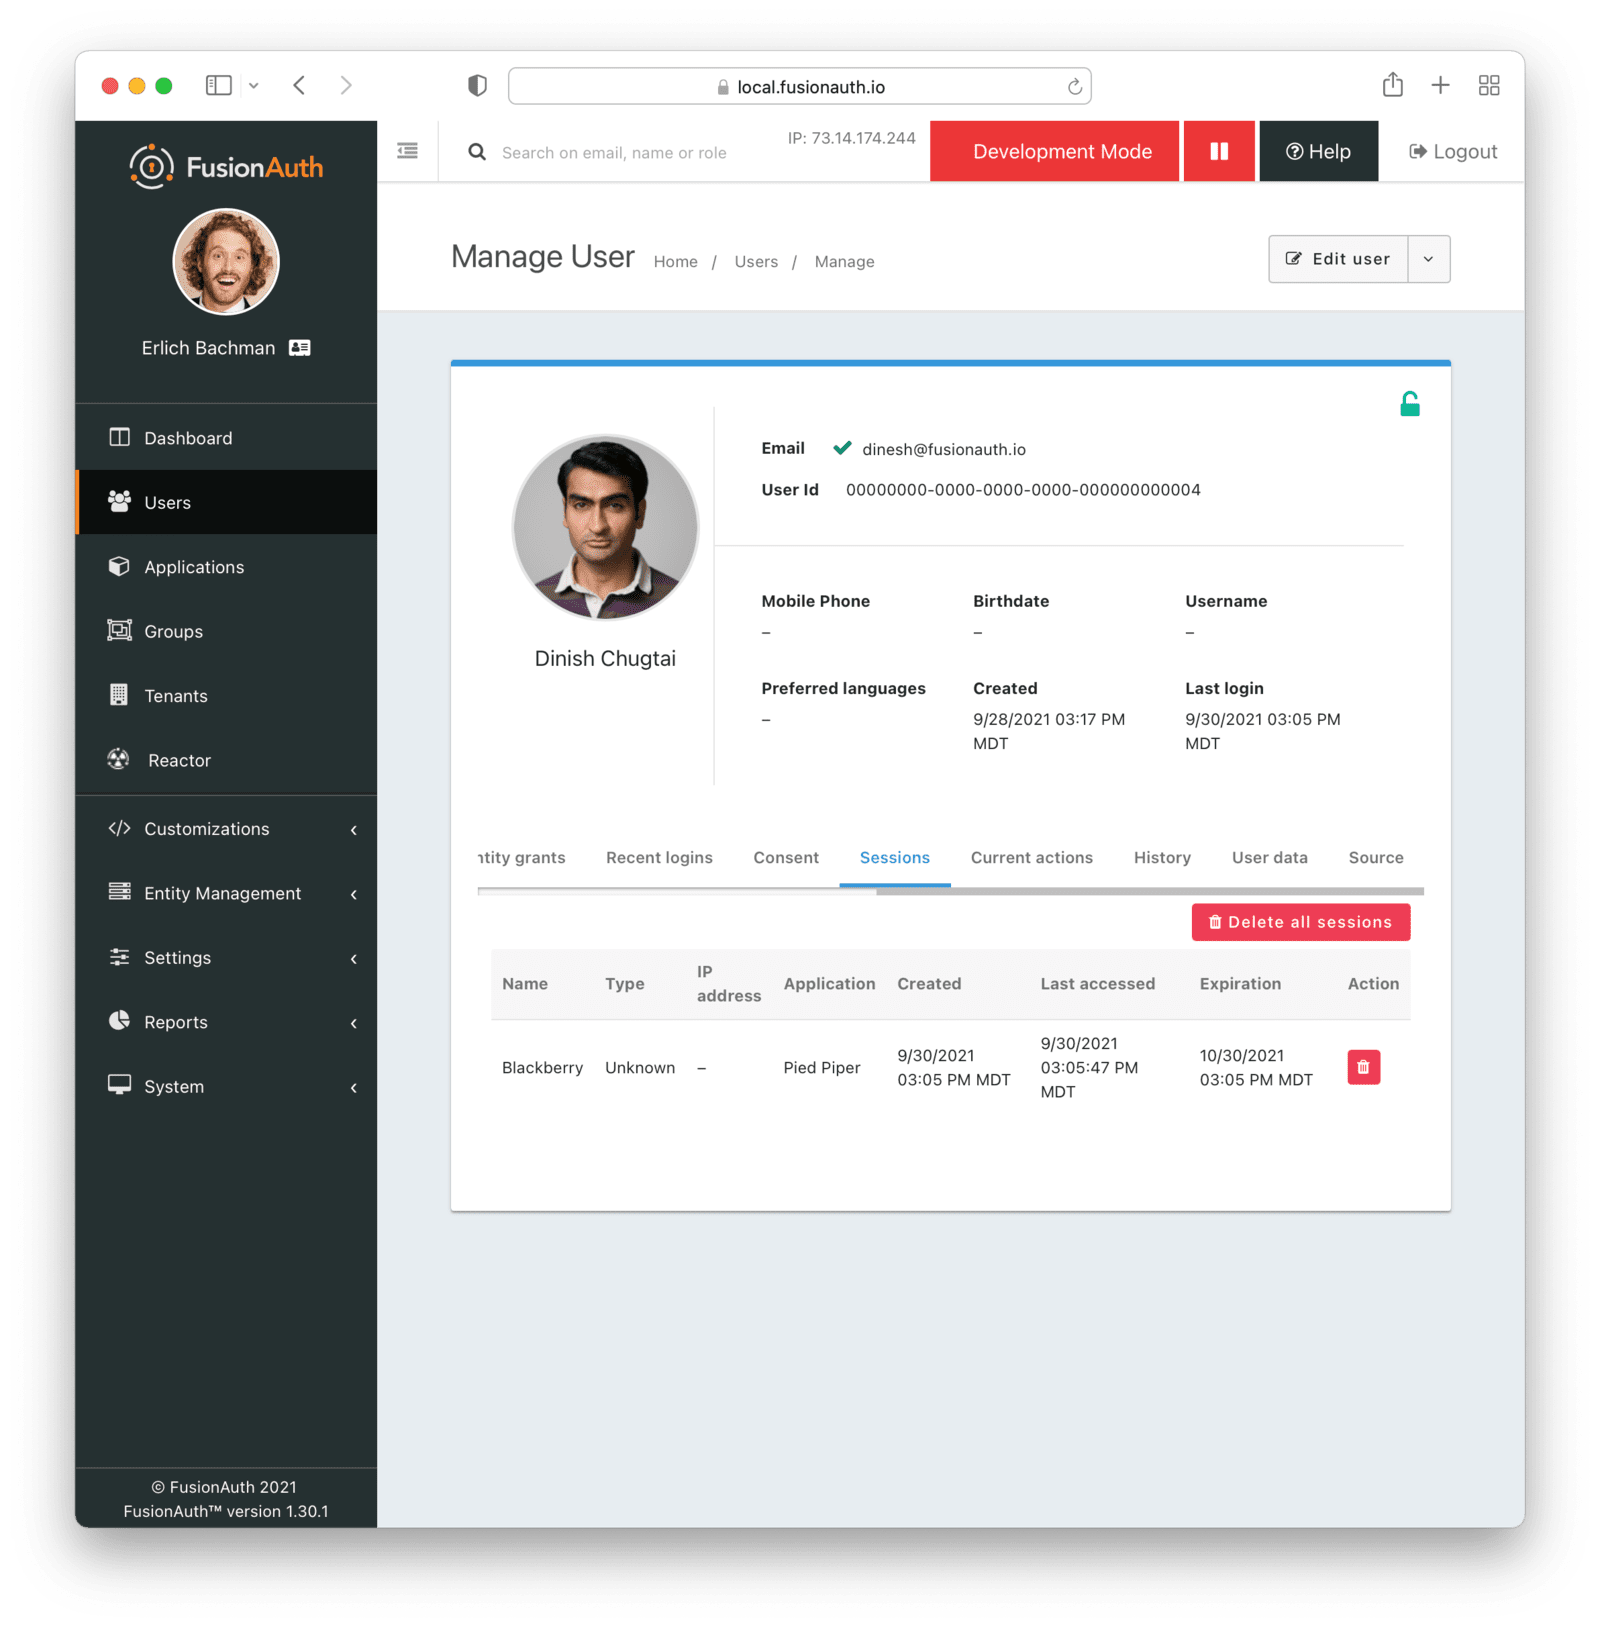 local.fusionauth.io
FusionAuth
Search on email, name or role
IP: 73.14.174.244
Development Mode
Help
Logout
Erlich Bachman
Dashboard
Users
Applications
Groups
Tenants
Reactor
Customizations
Entity Management
Settings
Reports
System
© FusionAuth 2021
FusionAuth™ version 1.30.1
Manage User
Home / Users / Manage
Edit user
Dinish Chugtai
Email dinesh@fusionauth.io
User Id 00000000-0000-0000-0000-000000000004
Mobile Phone Birthdate Username
– – –
Preferred languages Created Last login
– 9/28/2021 03:17 PM 9/30/2021 03:05 PM
MDT MDT
ntity grants Recent logins Consent Sessions Current actions History User data Source
Delete all sessions
Name Type IP address Application Created Last accessed Expiration Action
Blackberry Unknown – Pied Piper 9/30/2021 03:05 PM MDT 9/30/2021 03:05:47 PM MDT 10/30/2021 03:05 PM MDT